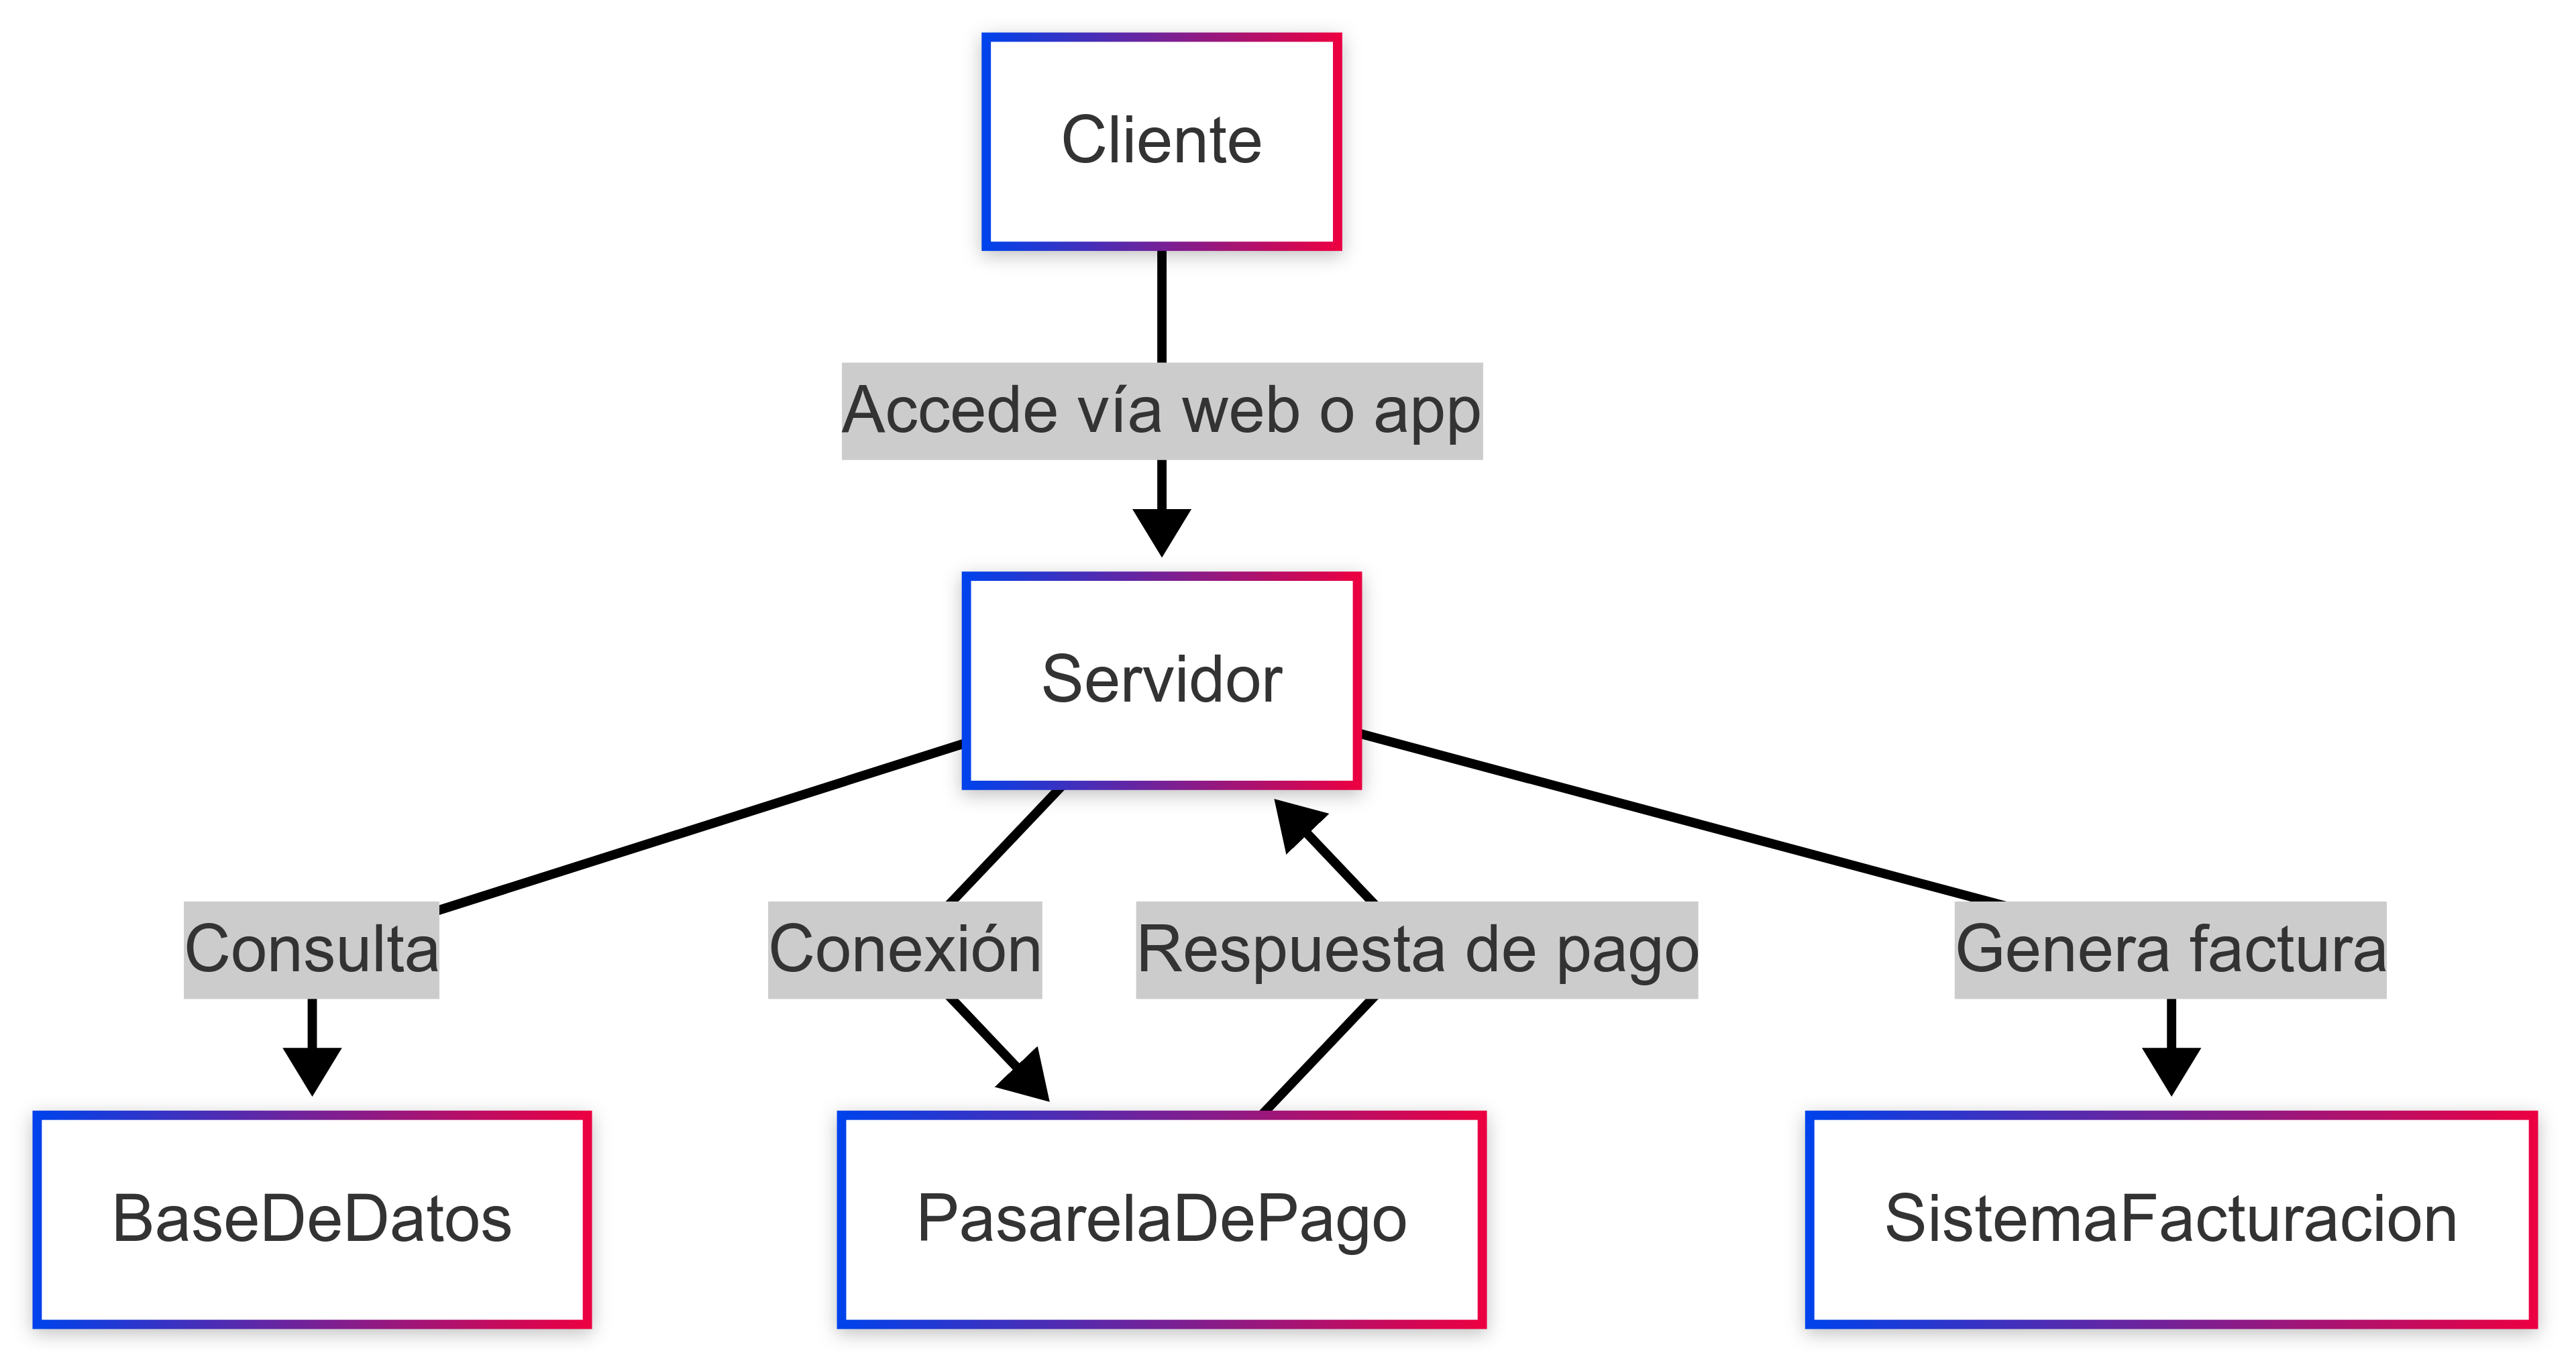 Cliente
Accede vía web o app
Servidor
Consulta
Conexión
Respuesta de pago
Genera factura
BaseDeDatos
PasarelaDePago
SistemaFacturacion